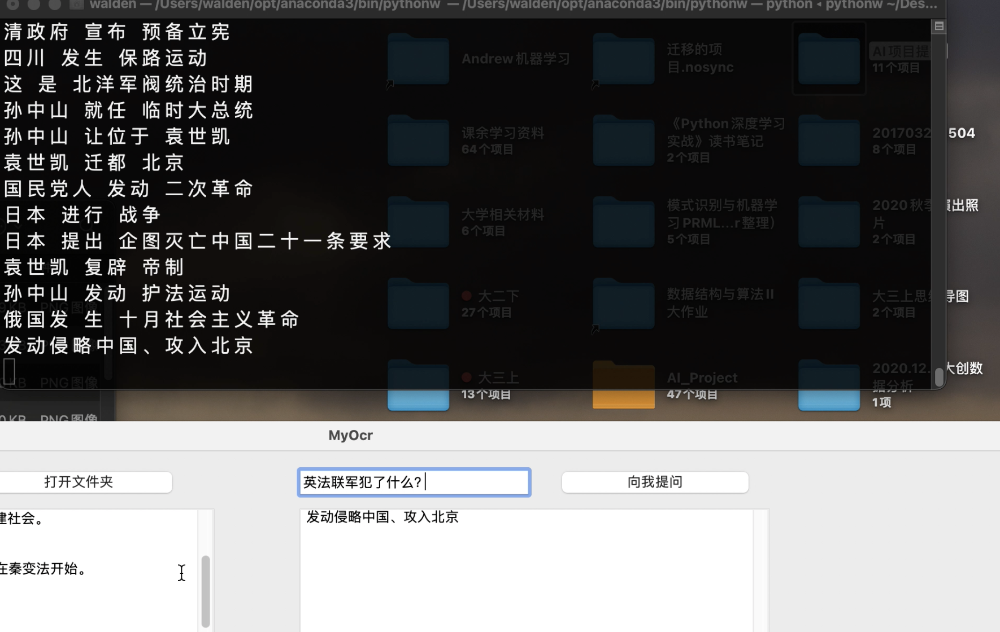 walden — /Users/walden/opt/anaconda3/bin/pythonw — /Users/walden/opt/anaconda3/bin/pythonw — python ◂ pythonw ~/Des...
清政府 宣布 预备立宪
四川 发生 保路运动
这 是 北洋军阀统治时期
孙中山 就任 临时大总统
孙中山 让位于 袁世凯
袁世凯 迁都 北京
国民党人 发动 二次革命
日本 进行 战争
日本 提出 企图灭亡中国二十一条要求
袁世凯 复辟 帝制
孙中山 发动 护法运动
俄国发 生 十月社会主义革命
发动侵略中国、攻入北京
Andrew机器学习
迁移的项
目.nosync
AI项目提
11个项目
课余学习资料
64个项目
《Python深度学习
实战》读书笔记
2个项目
2017032 504
8个项目
大学相关材料
6个项目
模式识别与机器学
习PRML...r整理）
5个项目
2020秋季 演出照
片
2个项目
大二下
27个项目
数据结构与算法II
大作业
大三上思 导图
2个项目
大三上
13个项目
AI_Project
47个项目
2020.12. 大创数
据分析
1项
KB PNG图像
KB PNG图像
KB PNG图像
MyOcr
打开文件夹
英法联军犯了什么?
向我提问
建社会。
在秦变法开始。
发动侵略中国、攻入北京